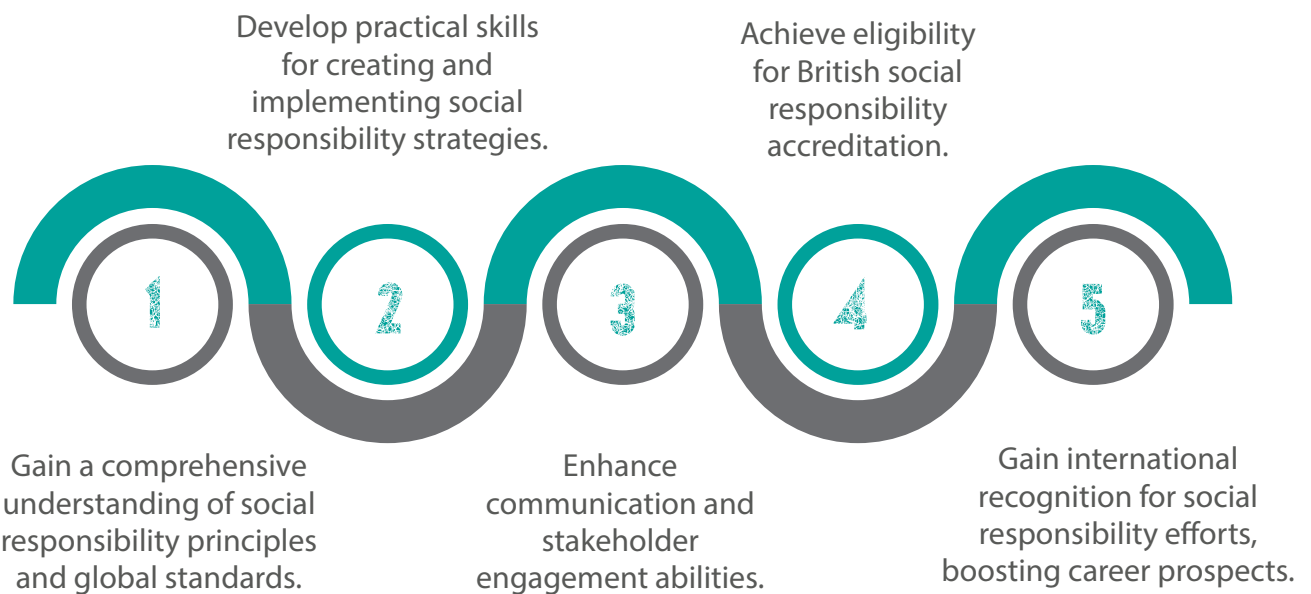 1
Gain a comprehensive
understanding of social
responsibility principles
and global standards.
2
Develop practical skills
for creating and
implementing social
responsibility strategies.
3
Enhance
communication and
stakeholder
engagement abilities.
4
Achieve eligibility
for British social
responsibility
accreditation.
5
Gain international
recognition for social
responsibility efforts,
boosting career prospects.